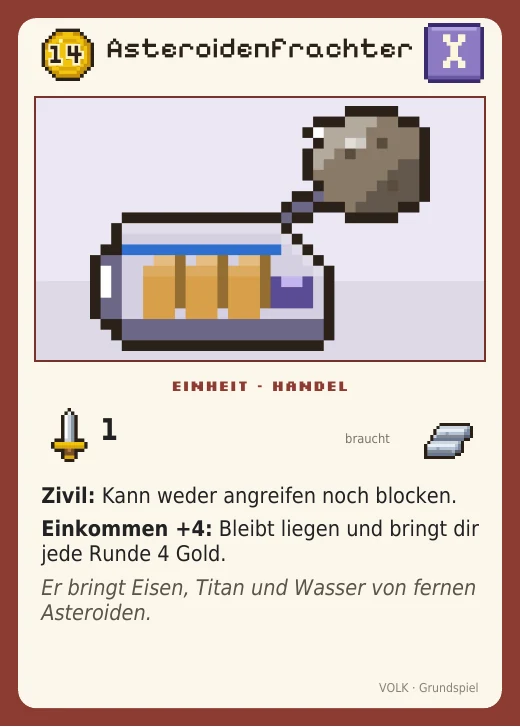 14 Asteroidenfrachter X
EINHEIT · HANDEL
1 braucht
Zivil: Kann weder angreifen noch blocken.
Einkommen +4: Bleibt liegen und bringt dir
jede Runde 4 Gold.
Er bringt Eisen, Titan und Wasser von fernen
Asteroiden.
VOLK · Grundspiel